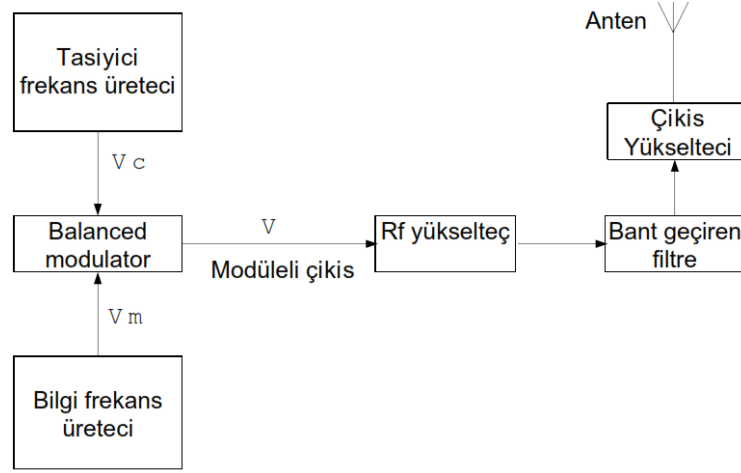 Tasiyici
frekans üreteci
Anten
Çikis
Yükselteci
V c
Balanced
modulator
V
Modüleli çikis
Rf yükselteç
Bant geçiren
filtre
V m
Bilgi frekans
üreteci